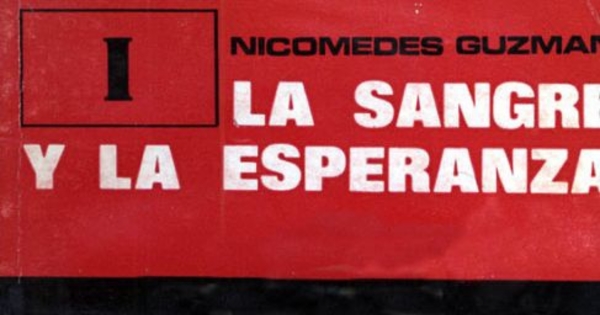 I
NICOMEDES GUZMAN
LA SANGRE
Y LA ESPERANZA